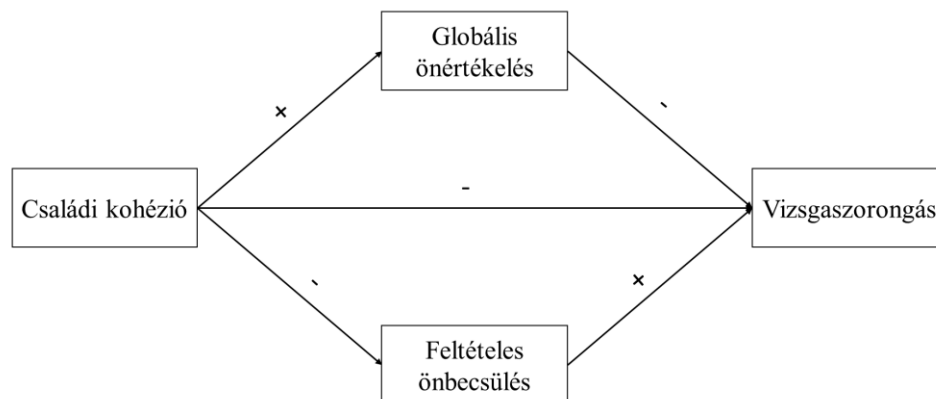 Globális
önértékelés
+
-
Családi kohézió
-
Vizsgaszorongás
-
+
Feltételes
önbecsülés